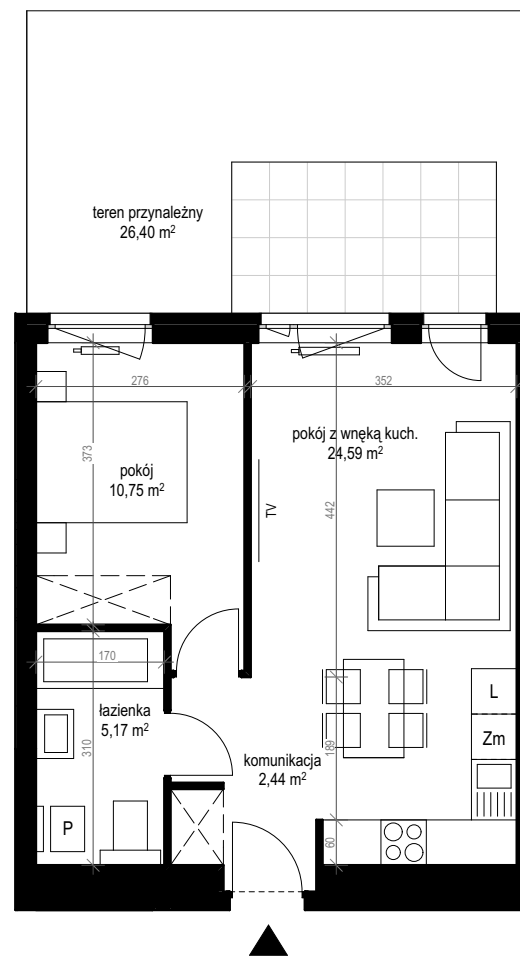 teren przynależny
26,40 m²
276
352
373
pokój
10,75 m²
pokój z wnęką kuch.
24,59 m²
442
TV
170
łazienka
5,17 m²
310
L
Zm
189
komunikacja
2,44 m²
P
60